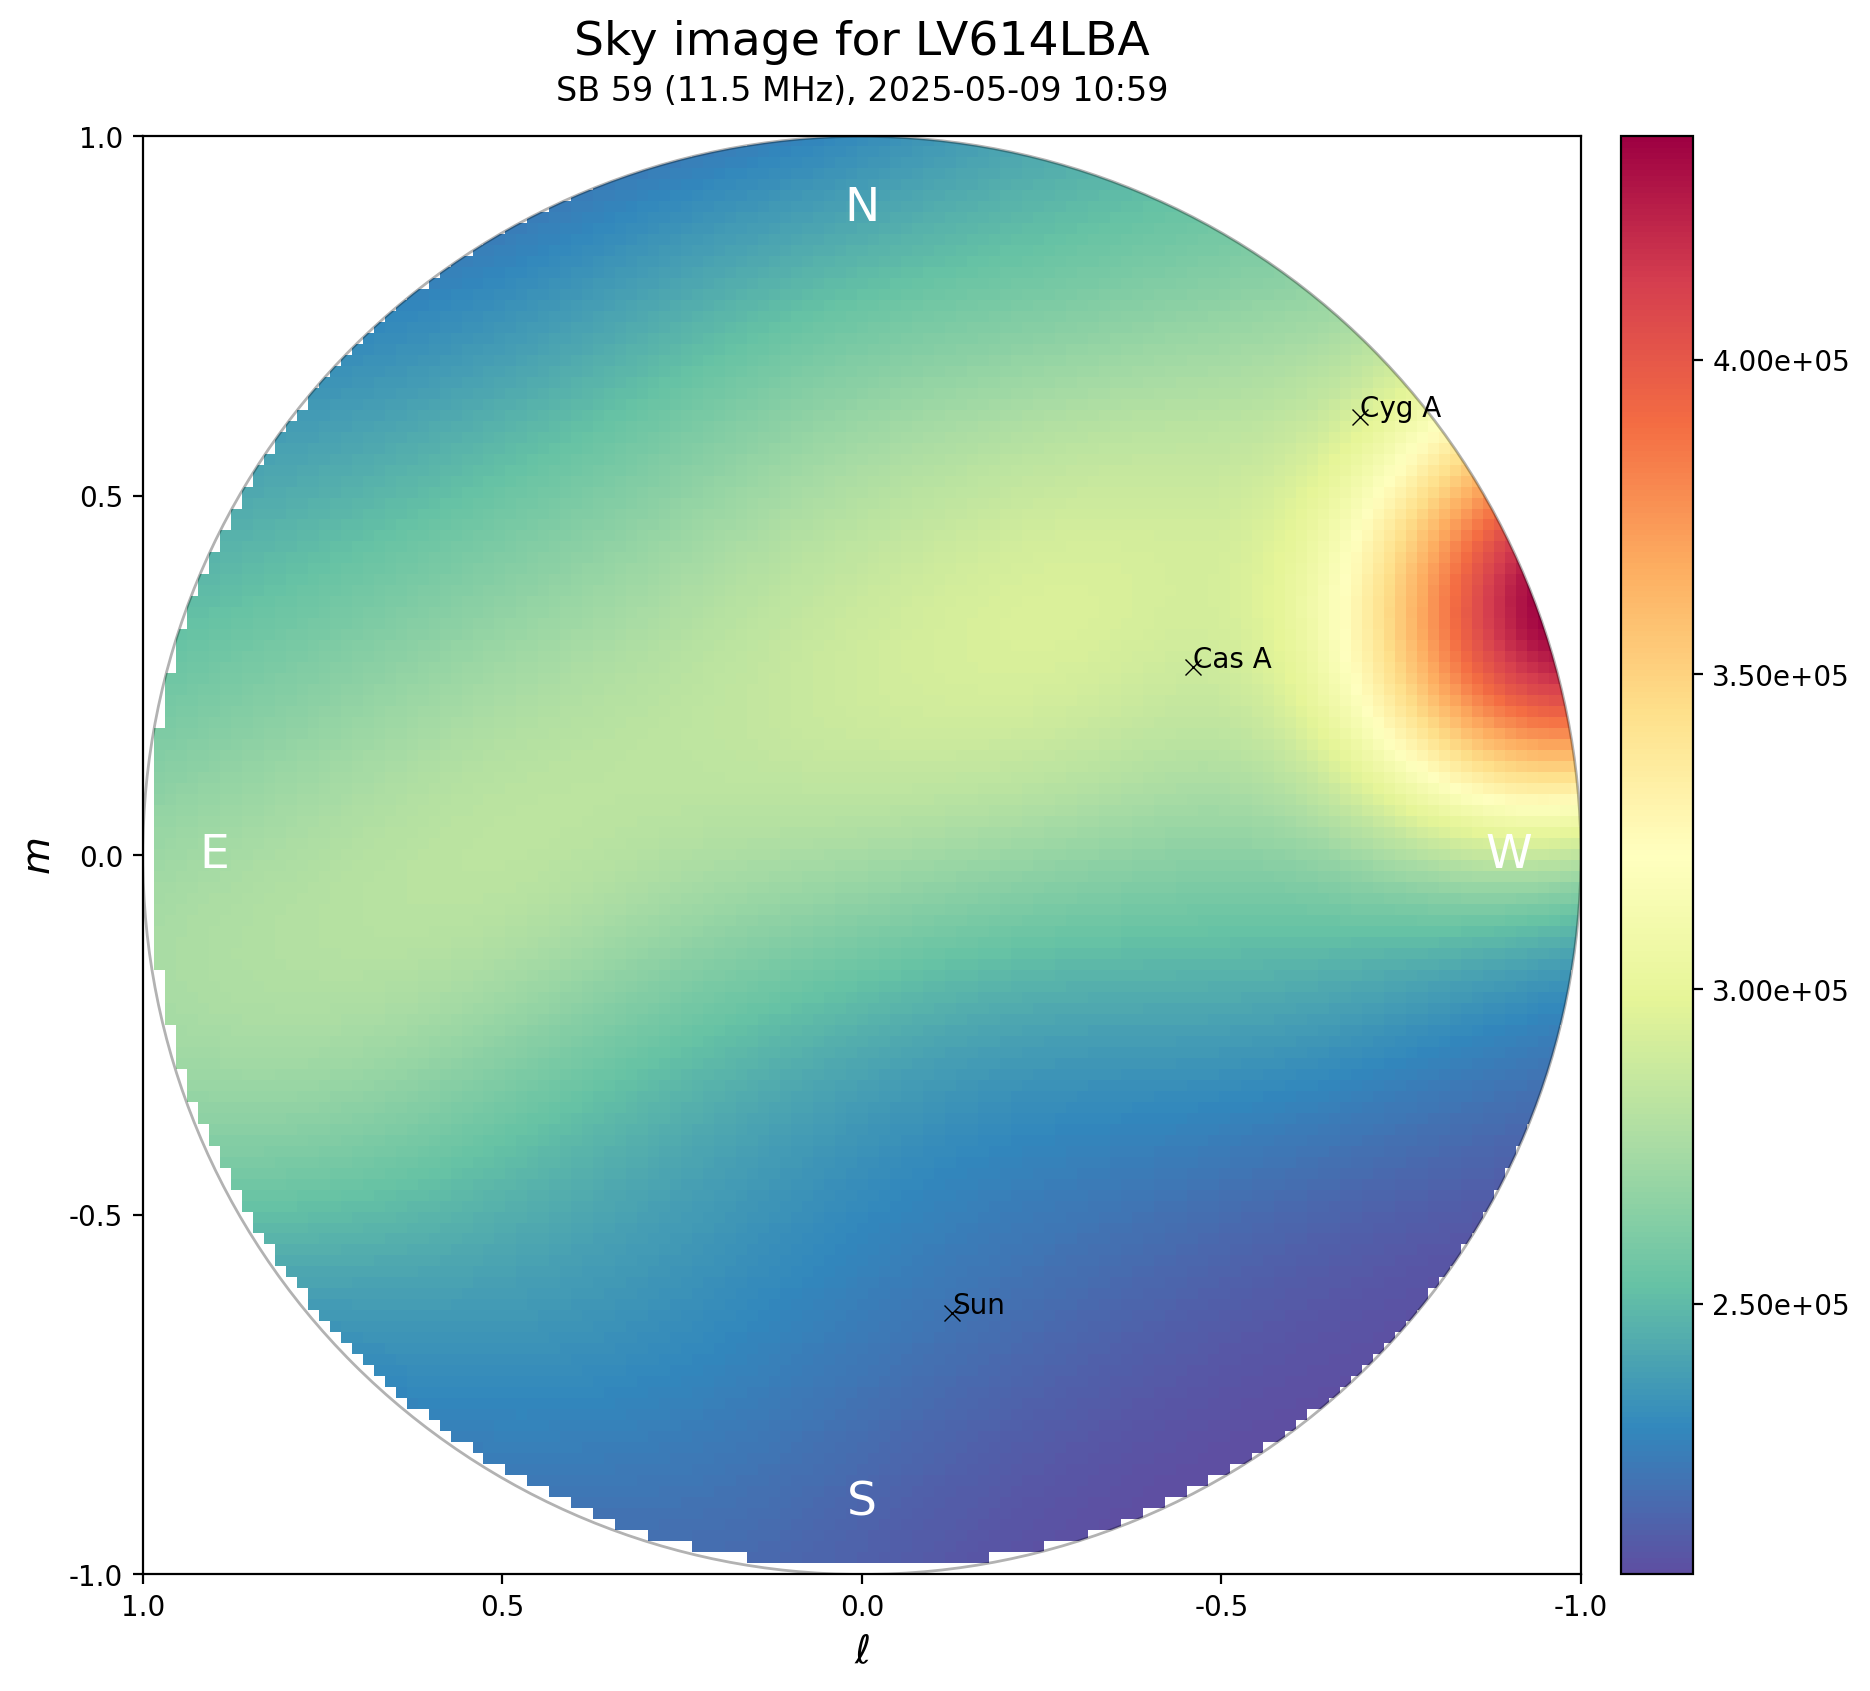 Sky image for LV614LBA
SB 59 (11.5 MHz), 2025-05-09 10:59
1.0
0.5
0.0
-0.5
-1.0
m
N
E
W
S
Cyg A
Cas A
Sun
1.0
0.5
0.0
-0.5
-1.0
ℓ
4.00e+05
3.50e+05
3.00e+05
2.50e+05